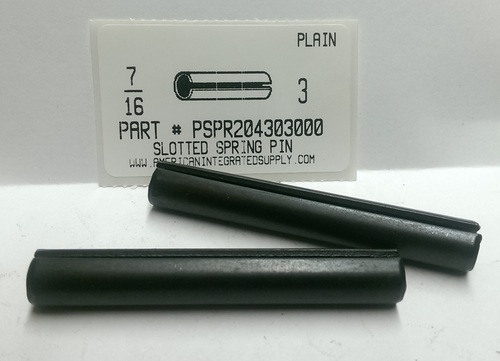 PLAIN
7/16
3
PART # PSPR204303000
SLOTTED SPRING PIN
WWW.AMERICANINTEGRATEDSUPPLY.COM